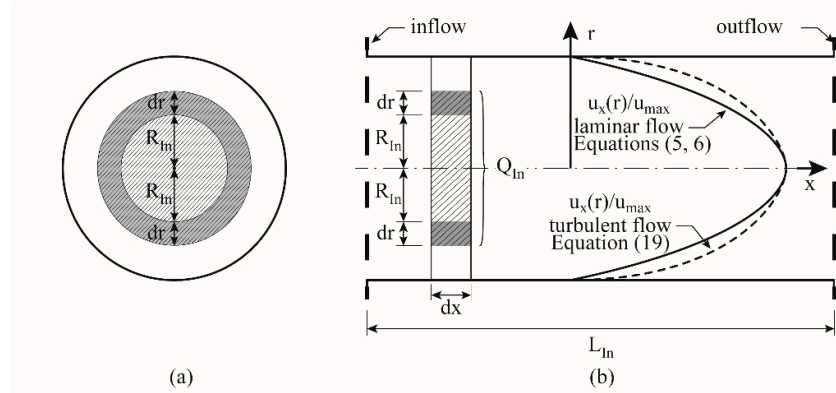 dr
R_In
R_In
dr
(a)
inflow
r
outflow
dr
R_In
R_In
dr
Q_In
u_x(r)/u_max
laminar flow
Equations (5, 6)
x
u_x(r)/u_max
turbulent flow
Equation (19)
dx
L_In
(b)